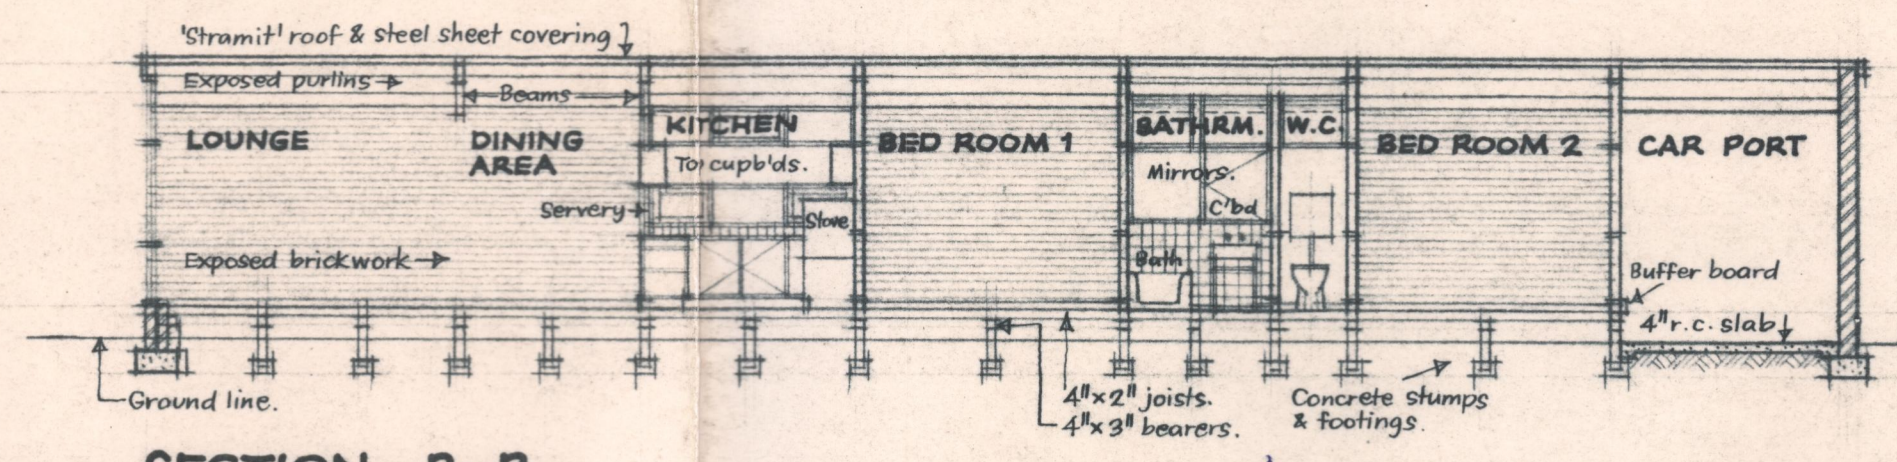 'Stramit' roof & steel sheet covering
Exposed purlins
Beams
LOUNGE
DINING
AREA
KITCHEN
To cupb'ds.
Servery
Stove
Exposed brickwork
BED ROOM 1
BATHRM.
W.C.
Mirrors.
C'bd
Bath
BED ROOM 2
CAR PORT
Buffer board
4"r.c. slab
Ground line.
4"x2" joists.
4"x3" bearers.
Concrete stumps
& footings.